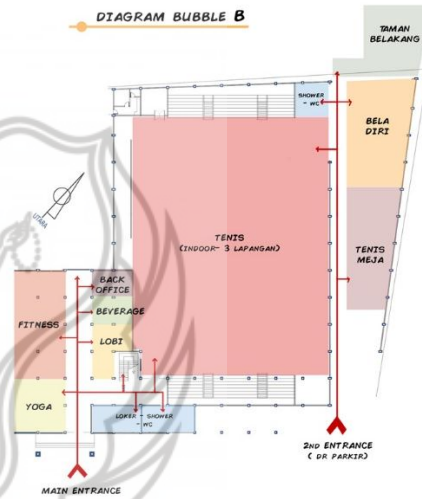 DIAGRAM BUBBLE B
TAMAN
BELAKANG
SHOWER
- WC
BELA
DIRI
UTARA
TENIS
(INDOOR- 3 LAPANGAN)
TENIS
MEJA
BACK
OFFICE
BEVERAGE
FITNESS
LOBI
YOGA
LOKER - SHOWER
- WC
2ND ENTRANCE
( DR PARKIR)
MAIN ENTRANCE